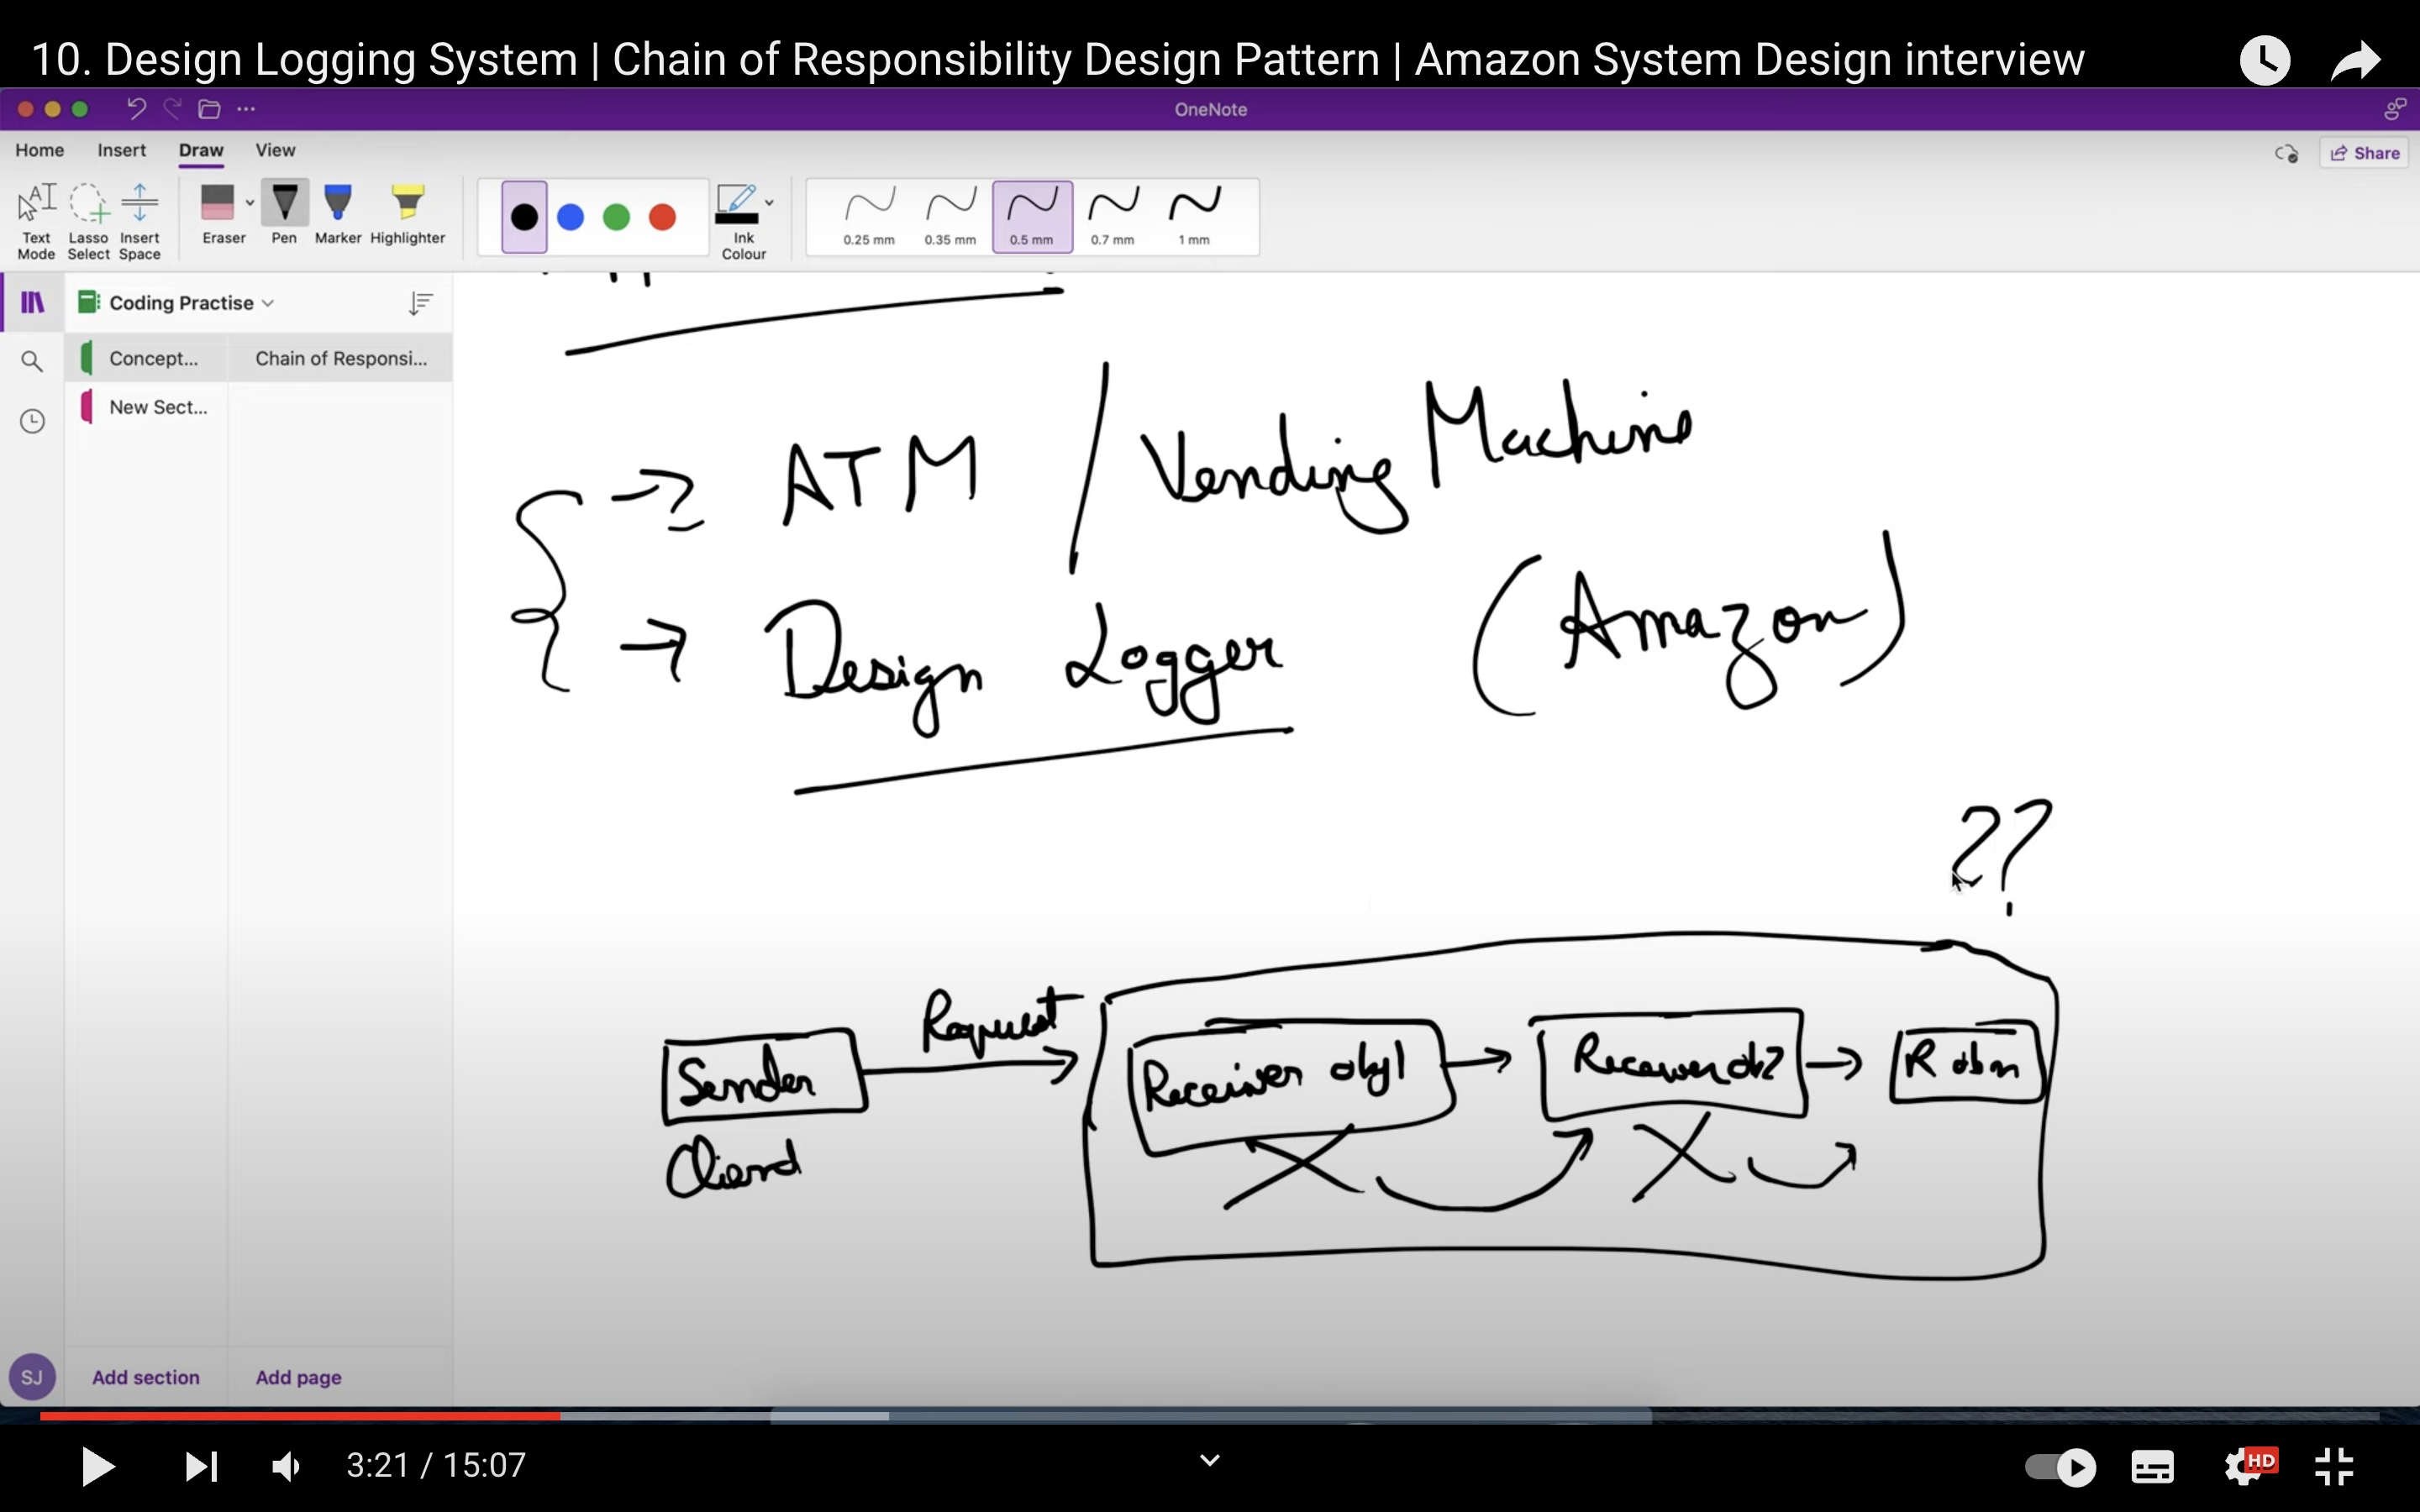 10. Design Logging System | Chain of Responsibility Design Pattern | Amazon System Design interview
OneNote
Home Insert Draw View
Share
Text Mode
Lasso Select
Insert Space
Eraser
Pen
Marker
Highlighter
Ink Colour
0.25 mm
0.35 mm
0.5 mm
0.7 mm
1 mm
Coding Practise
Concept... Chain of Responsi...
New Sect...
→ ATM / Vending Machine
→ Design Logger (Amazon)
??
Request
Sender
Receiver obj1
Receiver ob2
R obn
Client
SJ
Add section
Add page
3:21 / 15:07
HD